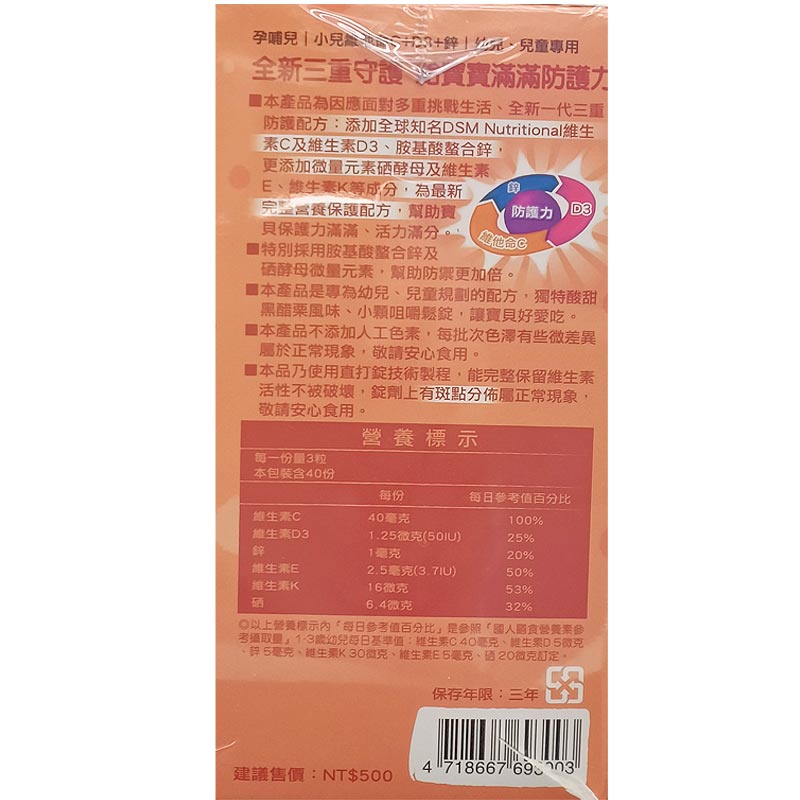 孕哺兒|小兒維他命C+D3+鋅|幼兒、兒童專用
全新三重守護 給寶寶滿滿防護力
■本產品為因應面對多重挑戰生活、全新一代三重
防護配方:添加全球知名DSM Nutritional維生
素C及維生素D3、胺基酸螯合鋅,
更添加微量元素硒酵母及維生素
E、維生素K等成分,為最新
完整營養保護配方,幫助寶
貝保護力滿滿、活力滿分。
鋅
防護力
D3
維他命C
■特別採用胺基酸螯合鋅及
硒酵母微量元素,幫助防禦更加倍。
■本產品是專為幼兒、兒童規劃的配方,獨特酸甜
黑醋栗風味、小顆咀嚼鬆錠,讓寶貝好愛吃。
■本產品不添加人工色素,每批次色澤有些微差異
屬於正常現象,敬請安心食用。
■本品乃使用直打錠技術製程,能完整保留維生素
活性不被破壞,錠劑上有斑點分佈屬正常現象,
敬請安心食用。
營養標示
每一份量3粒
本包裝含40份
每份 每日參考值百分比
維生素C 40毫克 100%
維生素D3 1.25微克(50IU) 25%
鋅 1毫克 20%
維生素E 2.5毫克(3.7IU) 50%
維生素K 16微克 53%
硒 6.4微克 32%
◎以上營養標示內「每日參考值百分比」是參照「國人膳食營養素參
考攝取量」1-3歲幼兒每日基準值:維生素C 40毫克、維生素D 5微克
、鋅 5毫克、維生素K 30微克、維生素E 5毫克、硒 20微克訂定。
保存年限:三年
建議售價:NT$500
4 718667 693003